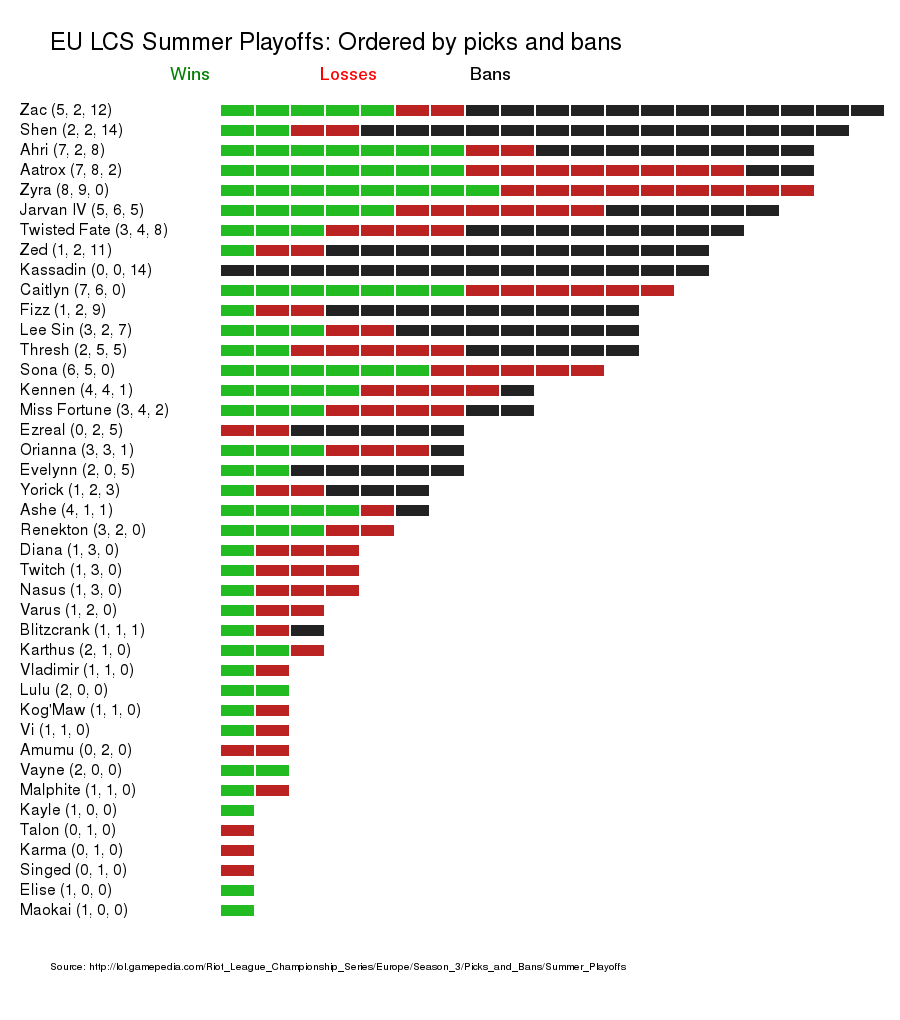 EU LCS Summer Playoffs: Ordered by picks and bans
Wins Losses Bans
Zac (5, 2, 12)
Shen (2, 2, 14)
Ahri (7, 2, 8)
Aatrox (7, 8, 2)
Zyra (8, 9, 0)
Jarvan IV (5, 6, 5)
Twisted Fate (3, 4, 8)
Zed (1, 2, 11)
Kassadin (0, 0, 14)
Caitlyn (7, 6, 0)
Fizz (1, 2, 9)
Lee Sin (3, 2, 7)
Thresh (2, 5, 5)
Sona (6, 5, 0)
Kennen (4, 4, 1)
Miss Fortune (3, 4, 2)
Ezreal (0, 2, 5)
Orianna (3, 3, 1)
Evelynn (2, 0, 5)
Yorick (1, 2, 3)
Ashe (4, 1, 1)
Renekton (3, 2, 0)
Diana (1, 3, 0)
Twitch (1, 3, 0)
Nasus (1, 3, 0)
Varus (1, 2, 0)
Blitzcrank (1, 1, 1)
Karthus (2, 1, 0)
Vladimir (1, 1, 0)
Lulu (2, 0, 0)
Kog'Maw (1, 1, 0)
Vi (1, 1, 0)
Amumu (0, 2, 0)
Vayne (2, 0, 0)
Malphite (1, 1, 0)
Kayle (1, 0, 0)
Talon (0, 1, 0)
Karma (0, 1, 0)
Singed (0, 1, 0)
Elise (1, 0, 0)
Maokai (1, 0, 0)
Source: http://lol.gamepedia.com/Riot_League_Championship_Series/Europe/Season_3/Picks_and_Bans/Summer_Playoffs